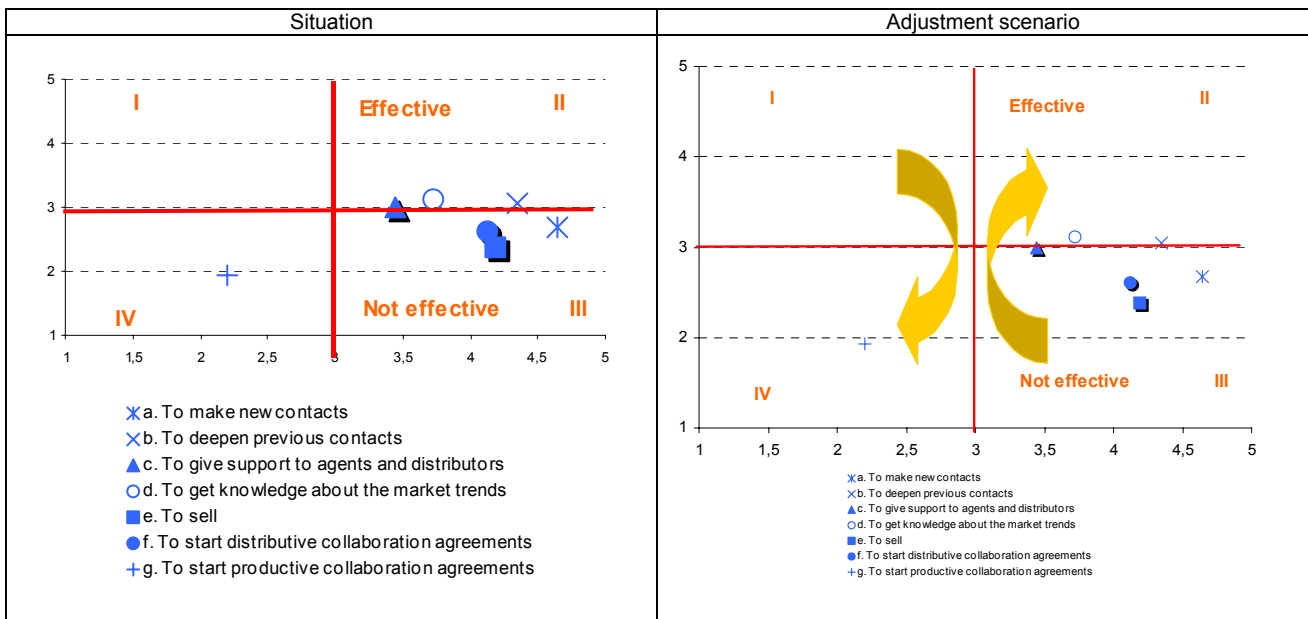 Situation
Adjustment scenario
5
4
3
2
1
I
Effective
II
IV
Not effective
III
1 1,5 2 2,5 3 3,5 4 4,5 5
a. To make new contacts
b. To deepen previous contacts
c. To give support to agents and distributors
d. To get knowledge about the market trends
e. To sell
f. To start distributive collaboration agreements
g. To start productive collaboration agreements
5
4
3
2
1
I
Effective
II
IV
Not effective
III
1 1,5 2 2,5 3 3,5 4 4,5 5
a. To make new contacts
b. To deepen previous contacts
c. To give support to agents and distributors
d. To get knowledge about the market trends
e. To sell
f. To start distributive collaboration agreements
g. To start productive collaboration agreements